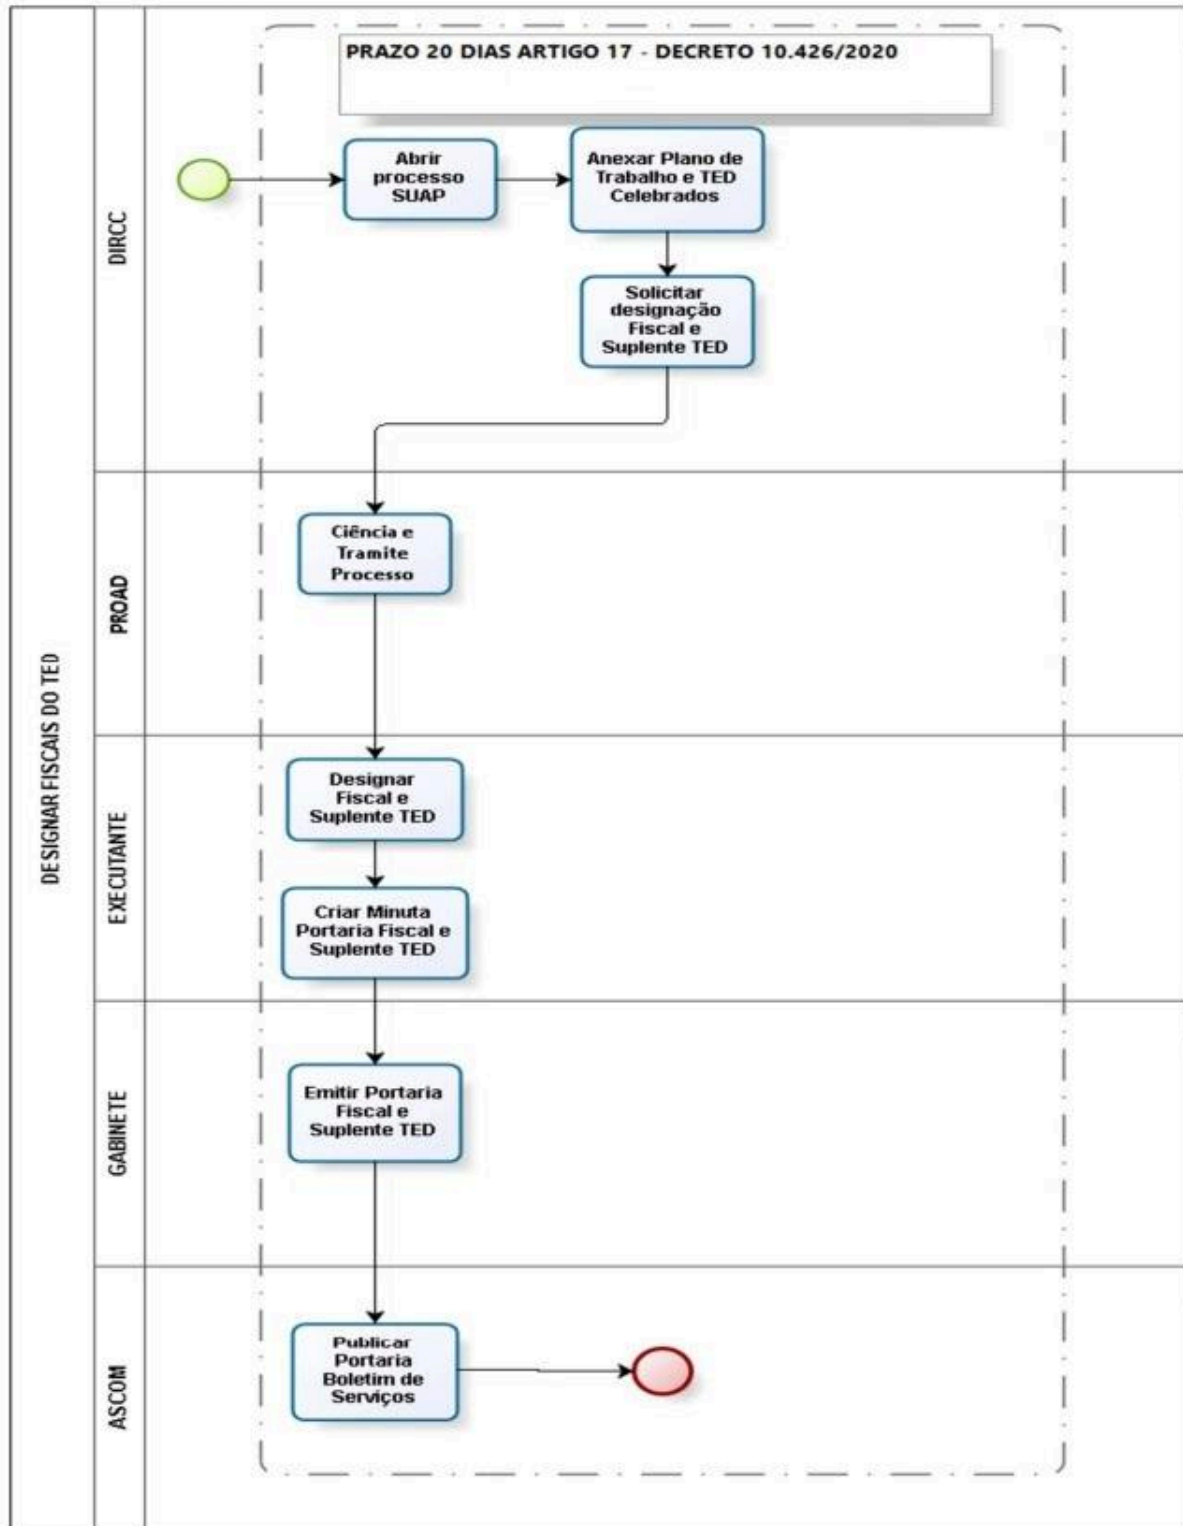 PRAZO 20 DIAS ARTIGO 17 - DECRETO 10.426/2020
DESIGNAR FISCAIS DO TED
DIRCC
Abrir
processo
SUAP
Anexar Plano de
Trabalho e TED
Celebrados
Solicitar
designação
Fiscal e
Suplente TED
PROAD
Ciência e
Tramite
Processo
EXECUTANTE
Designar
Fiscal e
Suplente TED
Criar Minuta
Portaria Fiscal e
Suplente TED
GABINETE
Emitir Portaria
Fiscal e
Suplente TED
ASCOM
Publicar
Portaria
Boletim de
Serviços